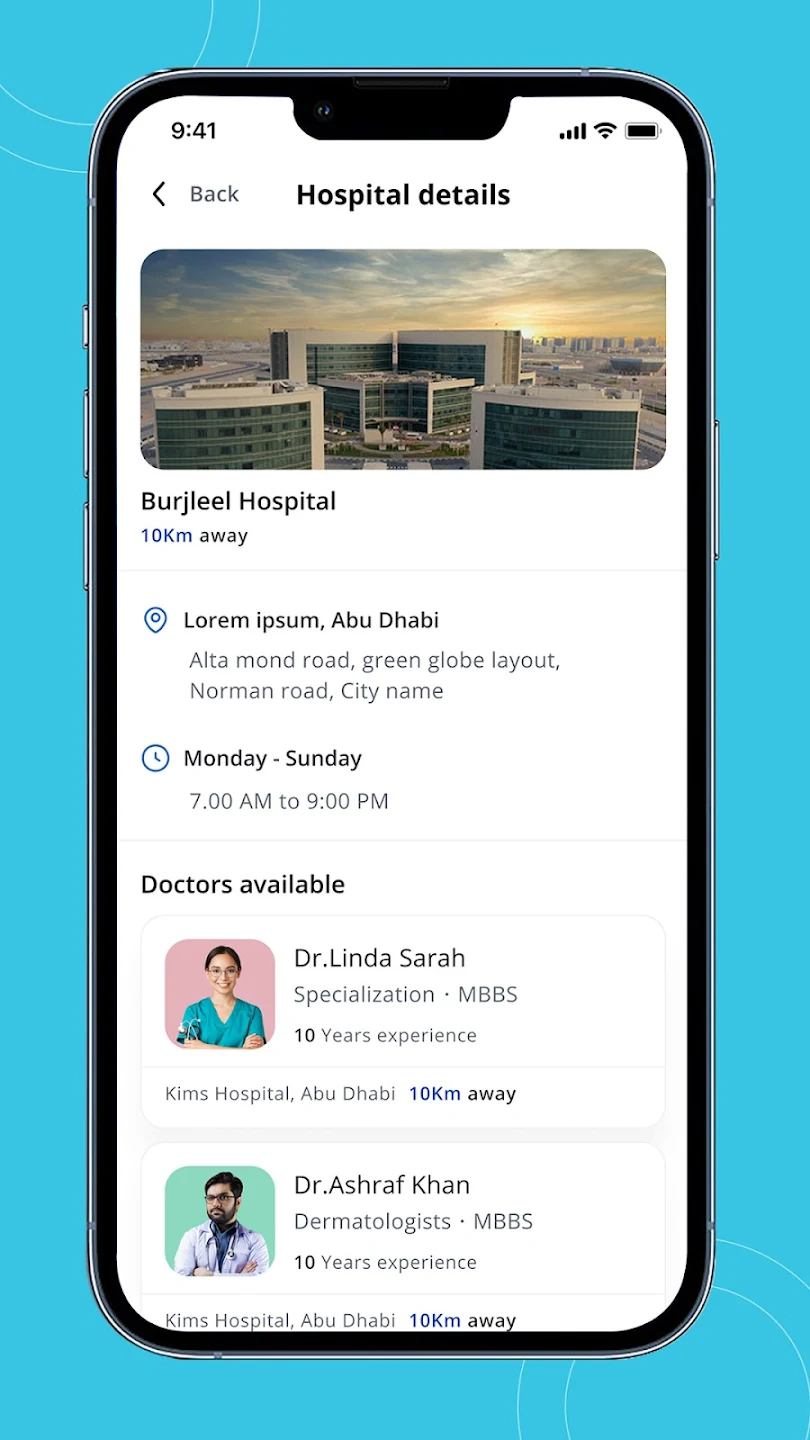 9:41
Back
Hospital details
Burjleel Hospital
10Km away
Lorem ipsum, Abu Dhabi
Alta mond road, green globe layout,
Norman road, City name
Monday - Sunday
7.00 AM to 9:00 PM
Doctors available
Dr.Linda Sarah
Specialization · MBBS
10 Years experience
Kims Hospital, Abu Dhabi 10Km away
Dr.Ashraf Khan
Dermatologists · MBBS
10 Years experience
Kims Hospital, Abu Dhabi 10Km away